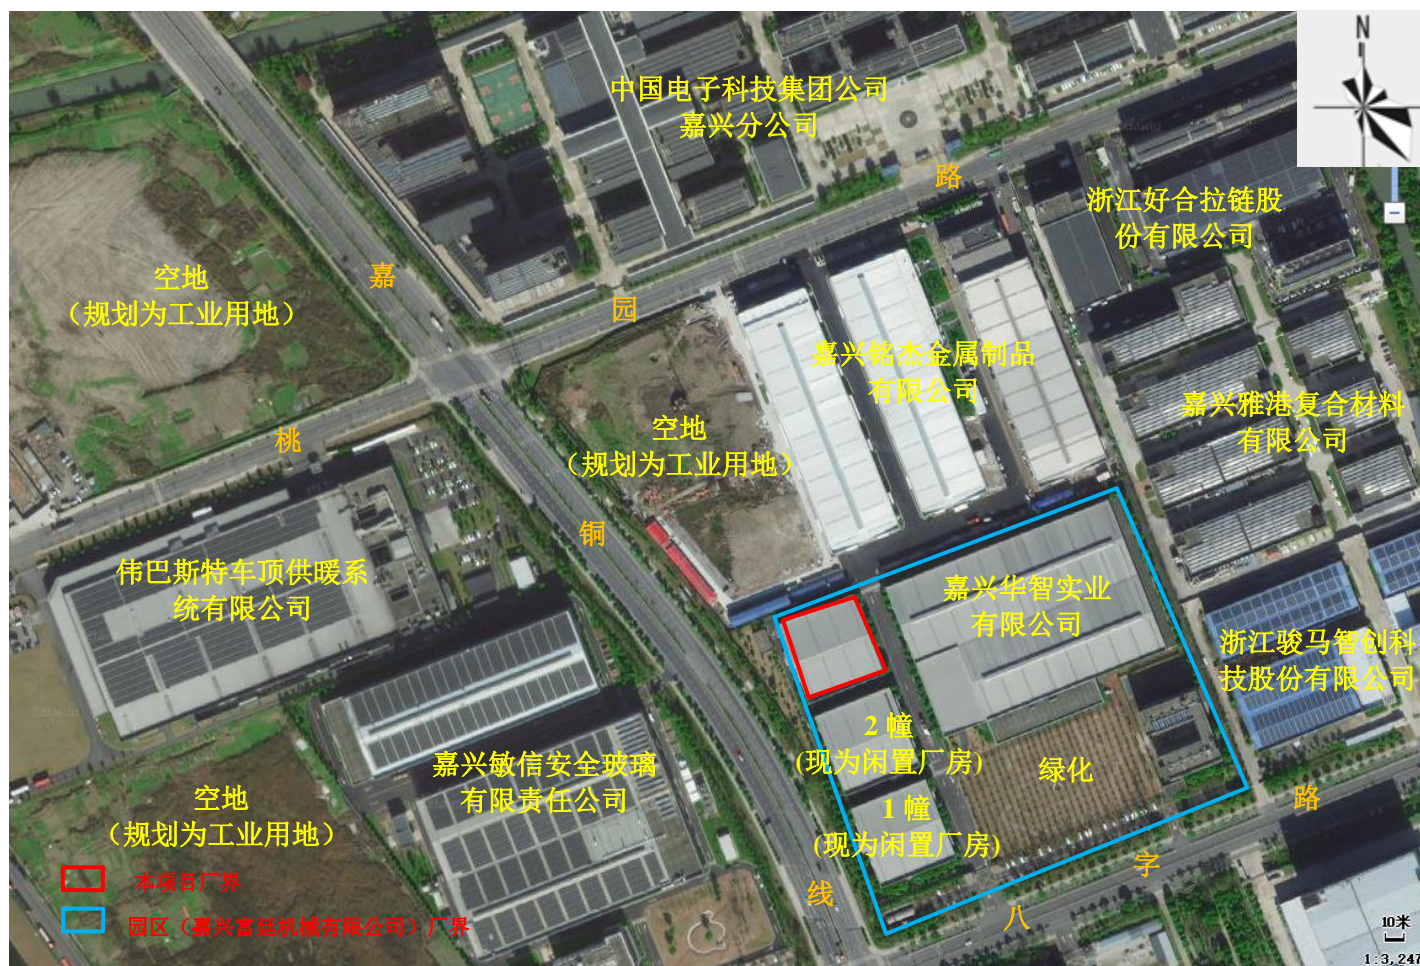 N
中国电子科技集团公司
嘉兴分公司
路
浙江好合拉链股
份有限公司
空地
（规划为工业用地）
嘉
园
嘉兴铭杰金属制品
有限公司
嘉兴雅港复合材料
有限公司
空地
（规划为工业用地）
桃
铜
伟巴斯特车顶供暖系
统有限公司
嘉兴华智实业
有限公司
浙江骏马智创科
技股份有限公司
2 幢
(现为闲置厂房)
绿化
嘉兴敏信安全玻璃
有限责任公司
空地
（规划为工业用地）
1 幢
(现为闲置厂房)
路
字
八
线
本项目厂界
园区（嘉兴富廷机械有限公司）厂界
10米
1:3,247